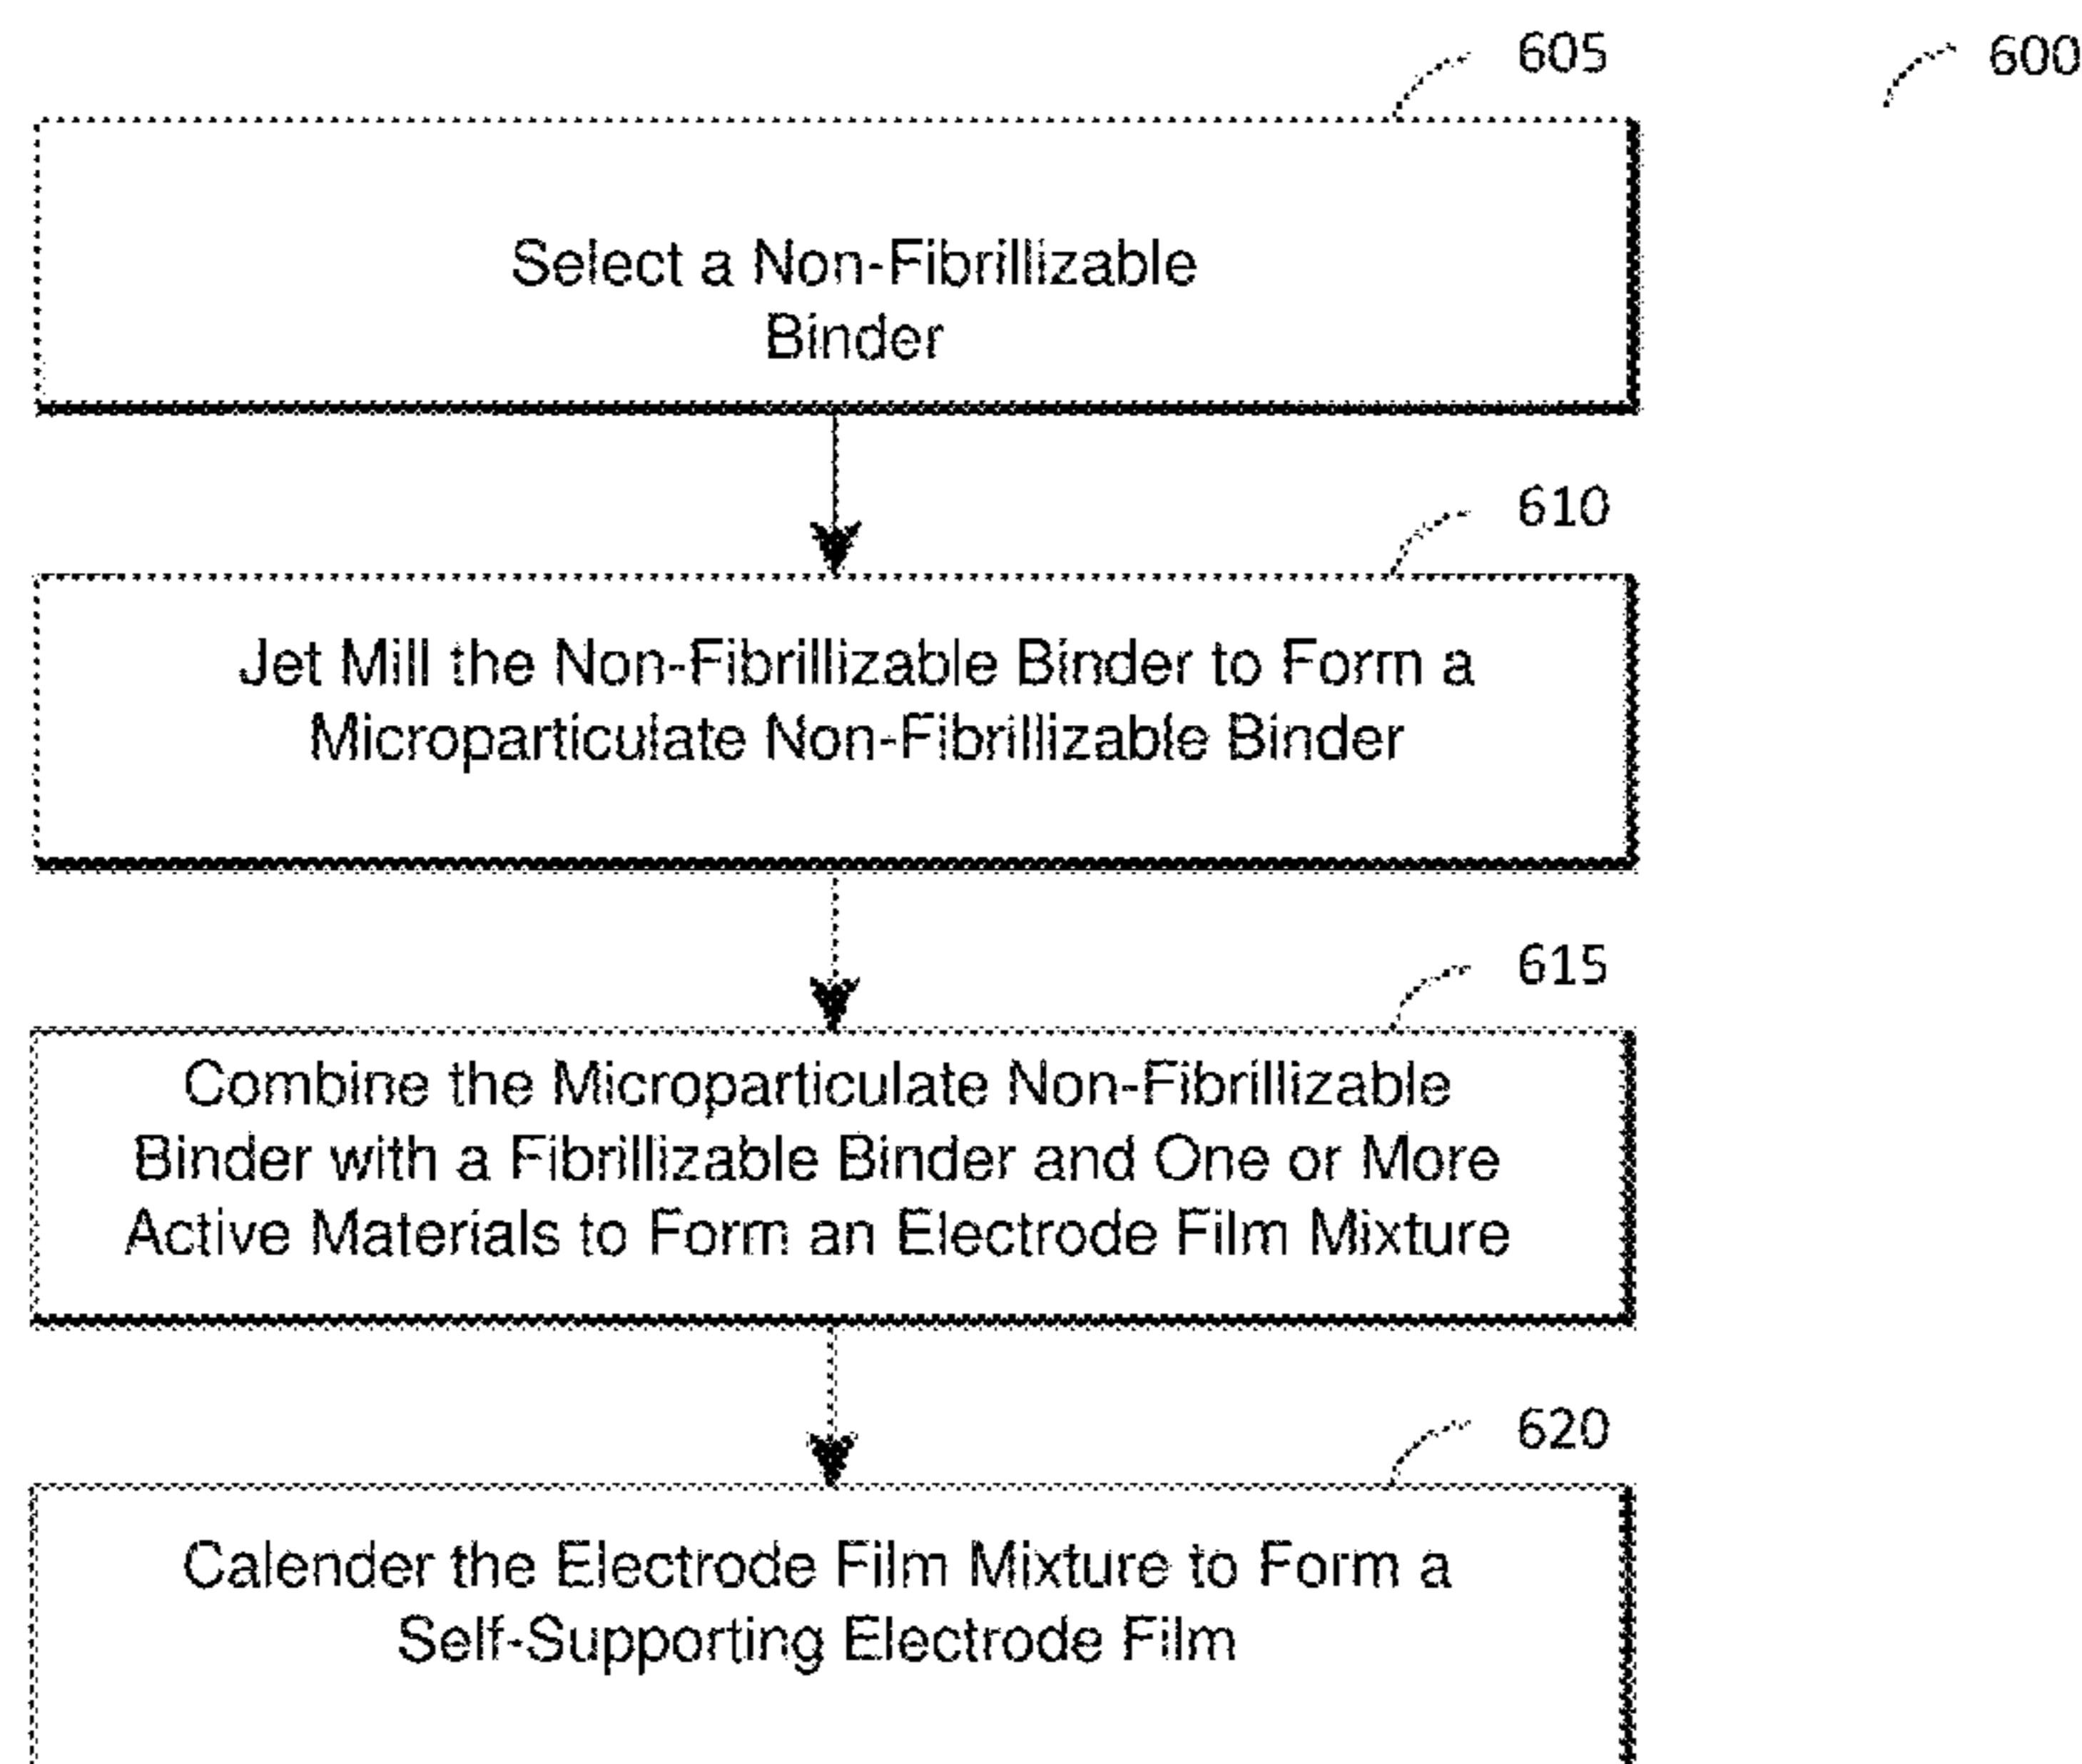 605
600
Select a Non-Fibrillizable
Binder
610
Jet Mill the Non-Fibrillizable Binder to Form a
Microparticulate Non-Fibrillizable Binder
615
Combine the Microparticulate Non-Fibrillizable
Binder with a Fibrillizable Binder and One or More
Active Materials to Form an Electrode Film Mixture
620
Calender the Electrode Film Mixture to Form a
Self-Supporting Electrode Film